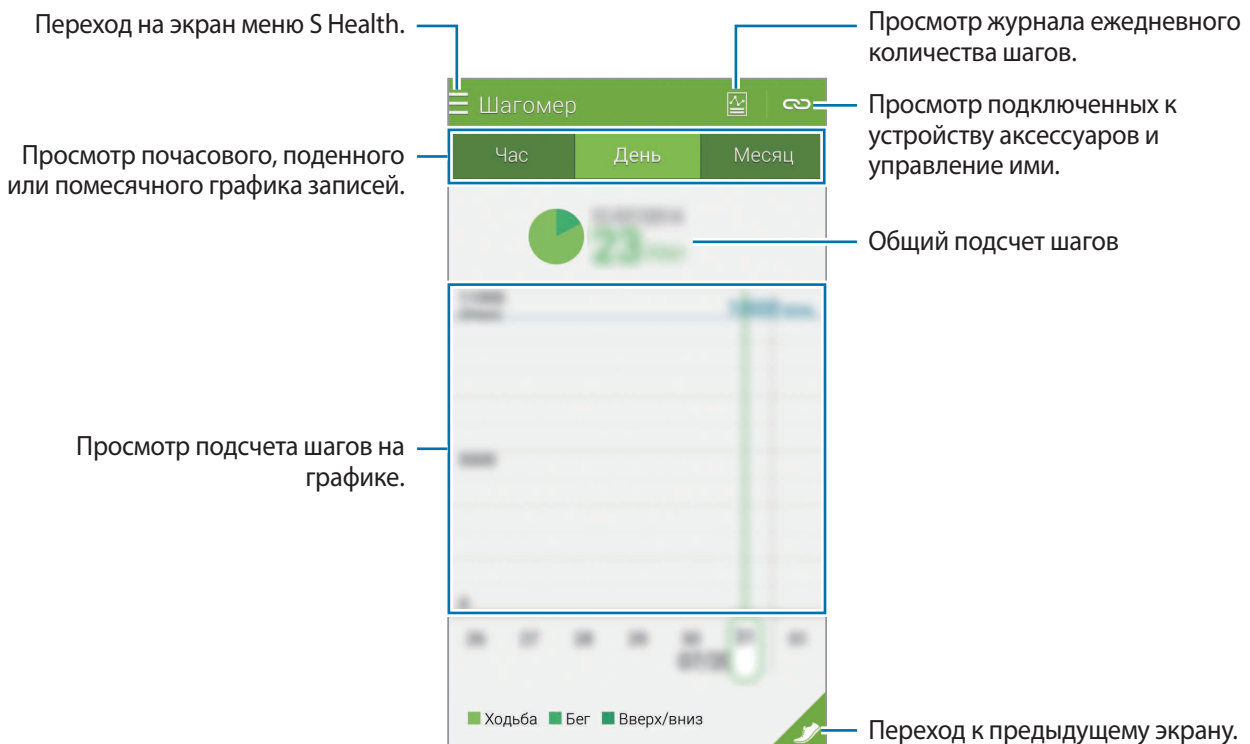 Переход на экран меню S Health.
Просмотр журнала ежедневного
количества шагов.
Шагомер
Просмотр подключенных к
устройству аксессуаров и
управление ими.
Час
День
Месяц
Просмотр почасового, поденного
или помесячного графика записей.
23
Общий подсчет шагов
Просмотр подсчета шагов на
графике.
Ходьба
Бег
Вверх/вниз
Переход к предыдущему экрану.